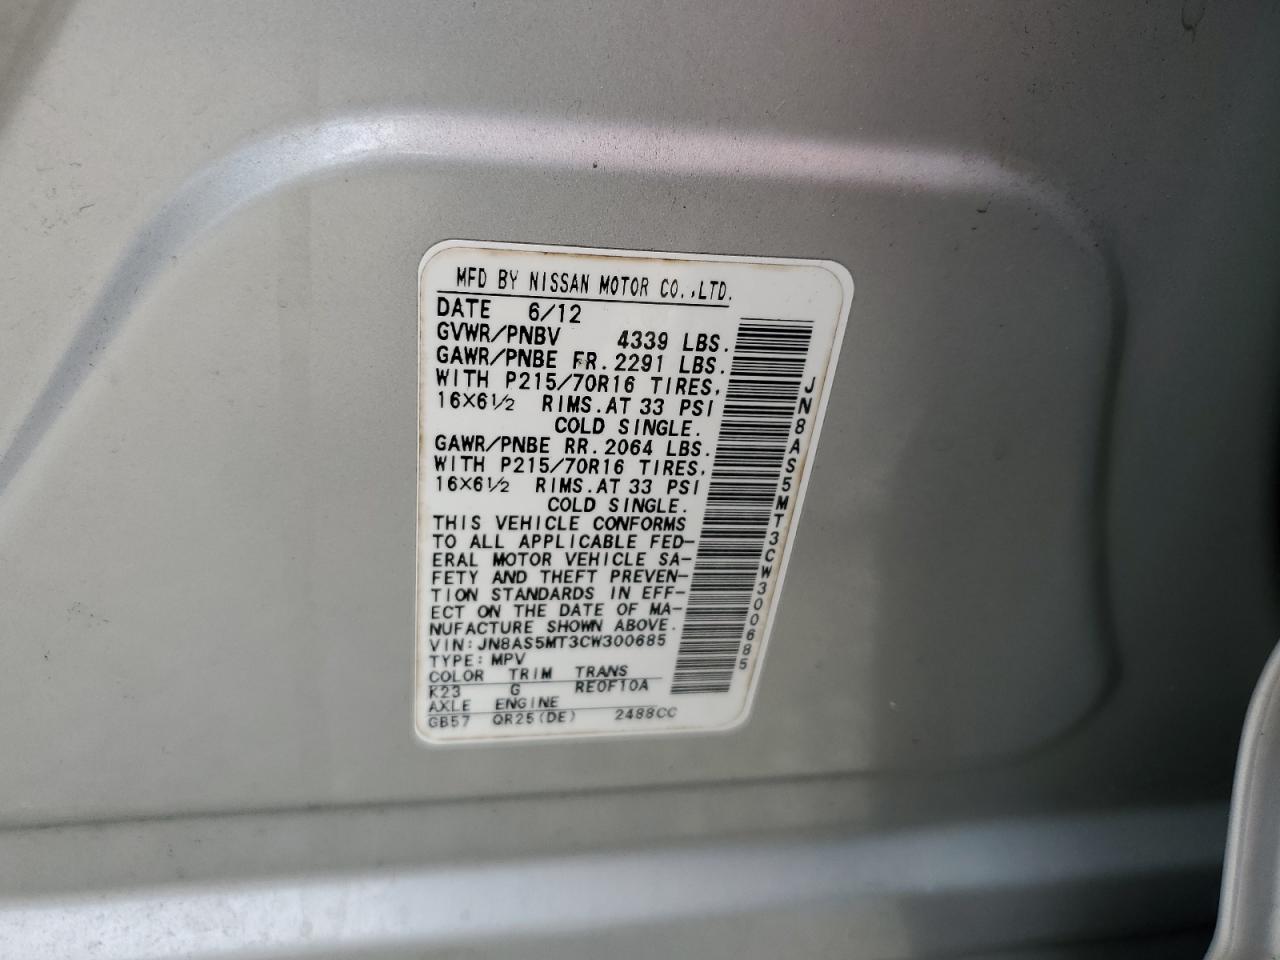 MFD BY NISSAN MOTOR CO.,LTD.
DATE 6/12
GVWR/PNBV 4339 LBS.
GAWR/PNBE FR.2291 LBS.
WITH P215/70R16 TIRES,
16×6½ RIMS.AT 33 PSI
COLD SINGLE.
GAWR/PNBE RR.2064 LBS.
WITH P215/70R16 TIRES,
16×6½ RIMS.AT 33 PSI
COLD SINGLE.
THIS VEHICLE CONFORMS
TO ALL APPLICABLE FED-
ERAL MOTOR VEHICLE SA-
FETY AND THEFT PREVEN-
TION STANDARDS IN EFF-
ECT ON THE DATE OF MA-
NUFACTURE SHOWN ABOVE.
VIN:JN8AS5MT3CW300685
TYPE:MPV
COLOR TRIM TRANS
K23 G RE0F10A
AXLE ENGINE
GB57 QR25(DE) 2488CC
JN8AS5MT3CW300685